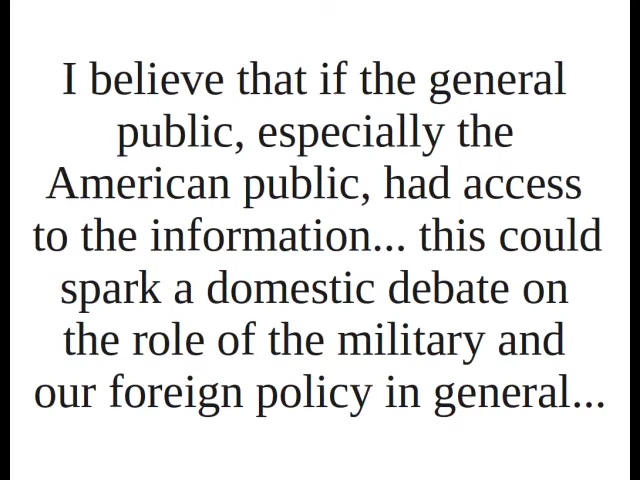 I believe that if the general
public, especially the
American public, had access
to the information... this could
spark a domestic debate on
the role of the military and
our foreign policy in general...